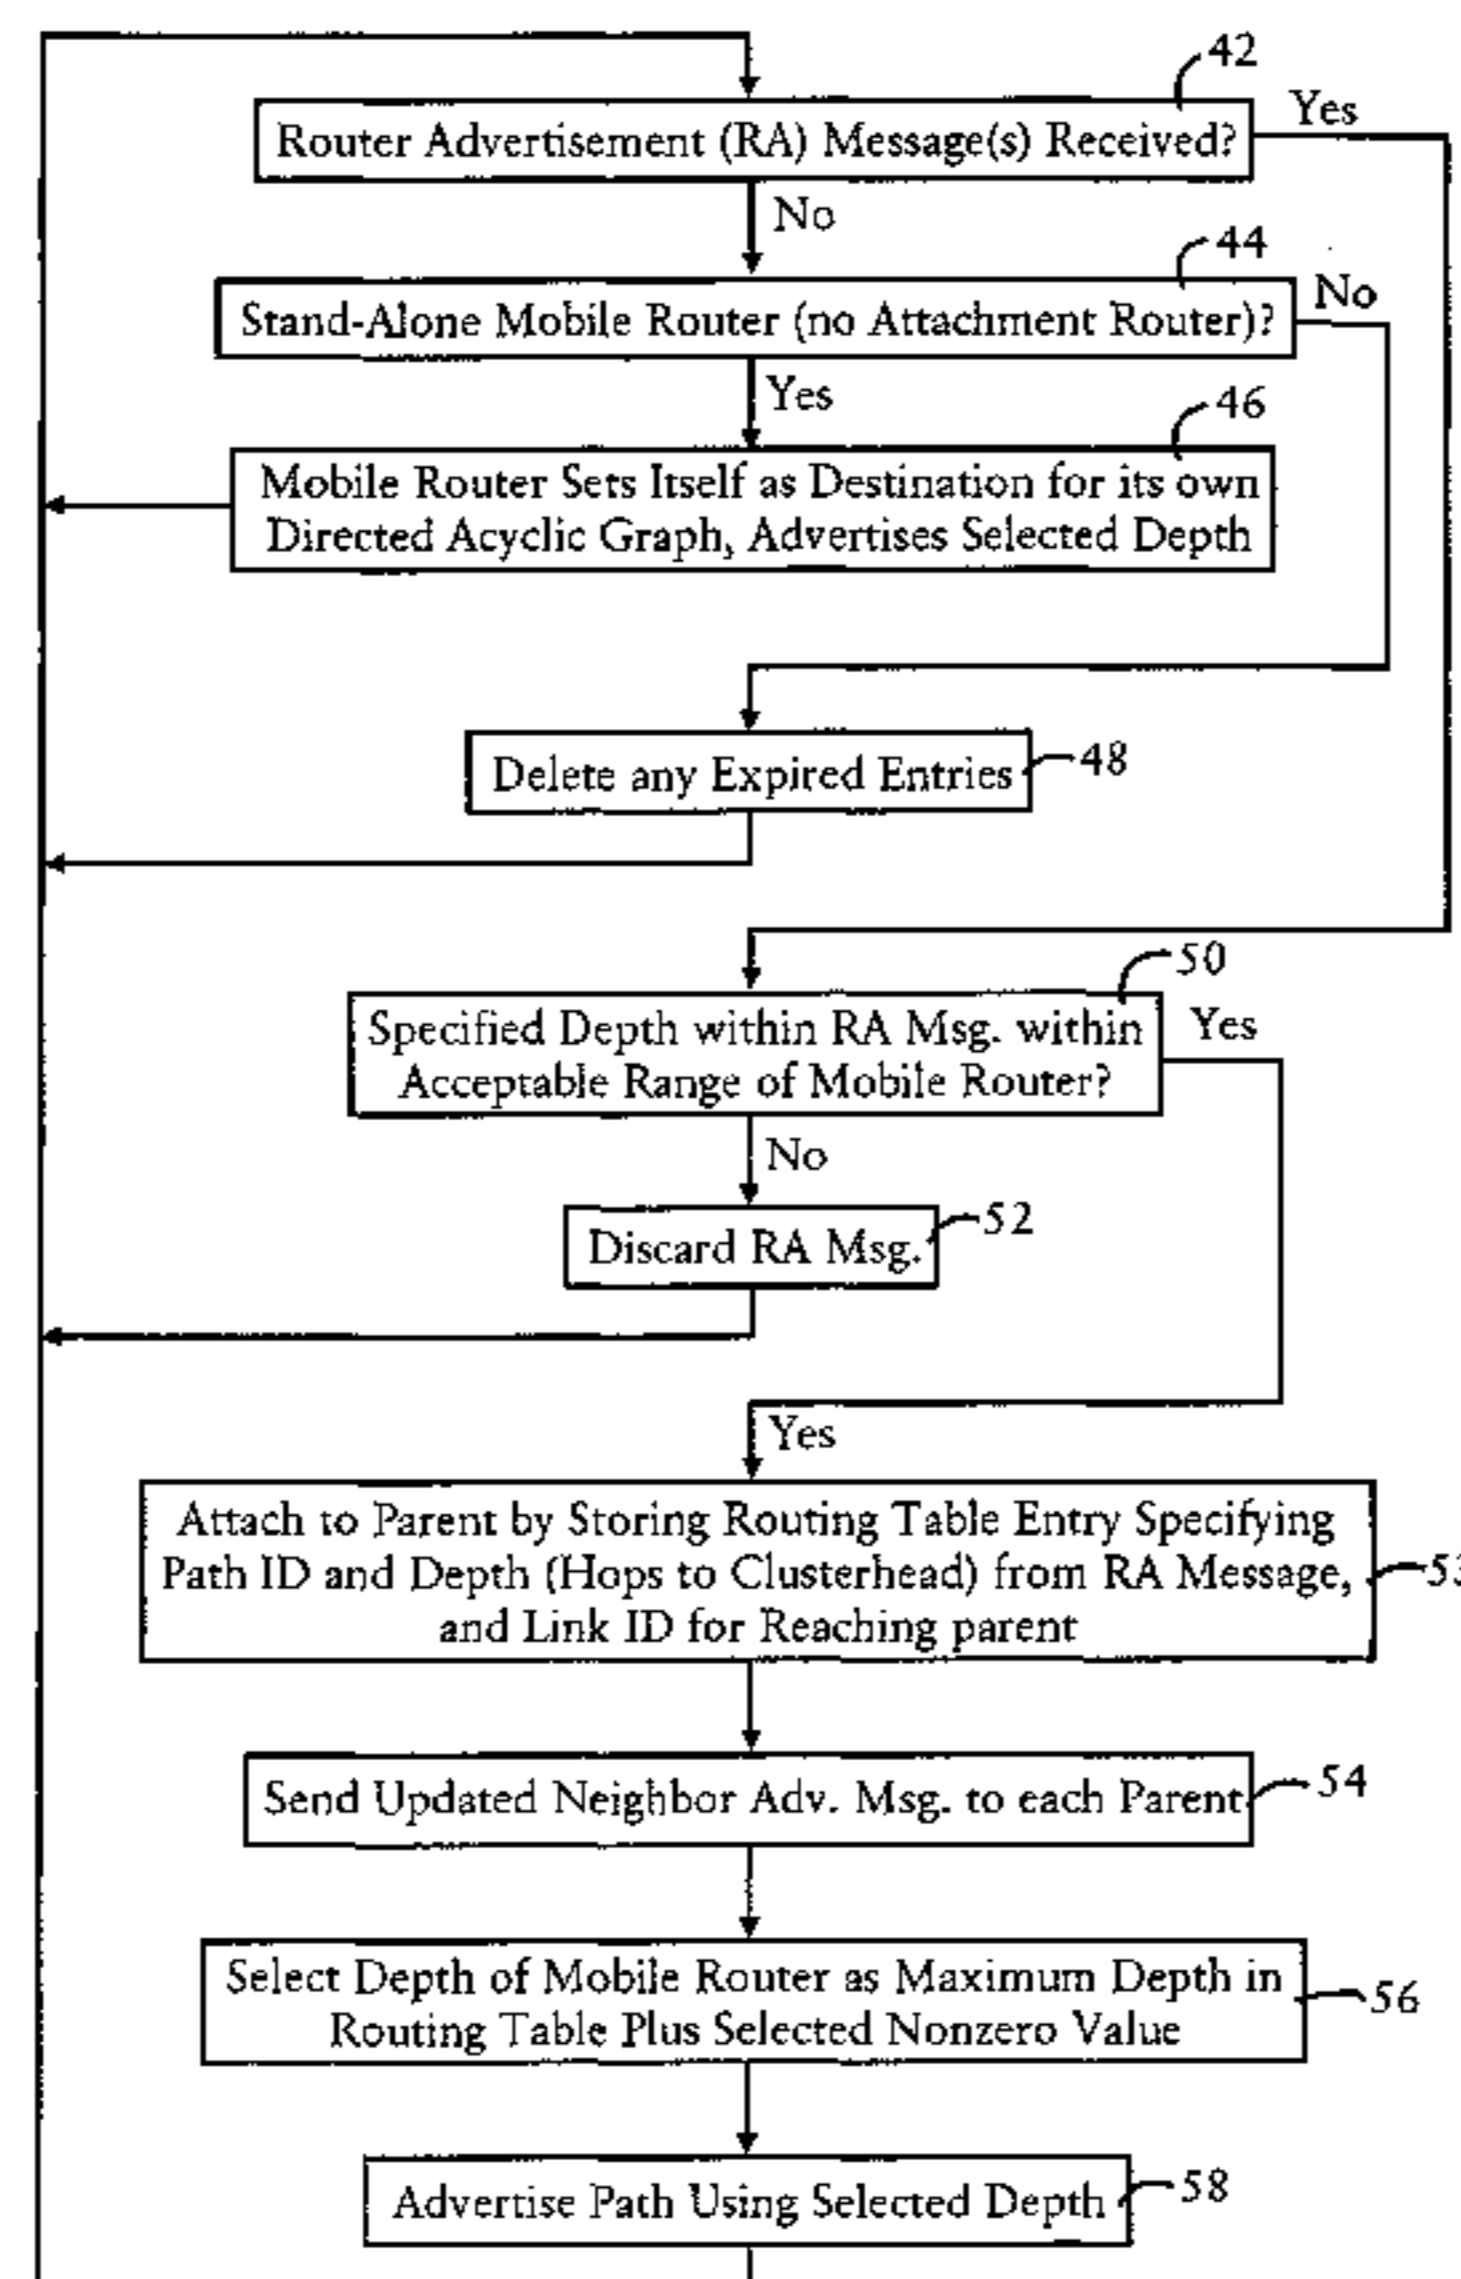 42
Router Advertisement (RA) Message(s) Received?
Yes
No
44
Stand-Alone Mobile Router (no Attachment Router)?
No
Yes
46
Mobile Router Sets Itself as Destination for its own
Directed Acyclic Graph, Advertises Selected Depth
Delete any Expired Entries
48
50
Specified Depth within RA Msg. within
Acceptable Range of Mobile Router?
Yes
No
52
Discard RA Msg.
Yes
Attach to Parent by Storing Routing Table Entry Specifying
Path ID and Depth (Hops to Clusterhead) from RA Message,
and Link ID for Reaching parent
53
Send Updated Neighbor Adv. Msg. to each Parent
54
Select Depth of Mobile Router as Maximum Depth in
Routing Table Plus Selected Nonzero Value
56
Advertise Path Using Selected Depth
58